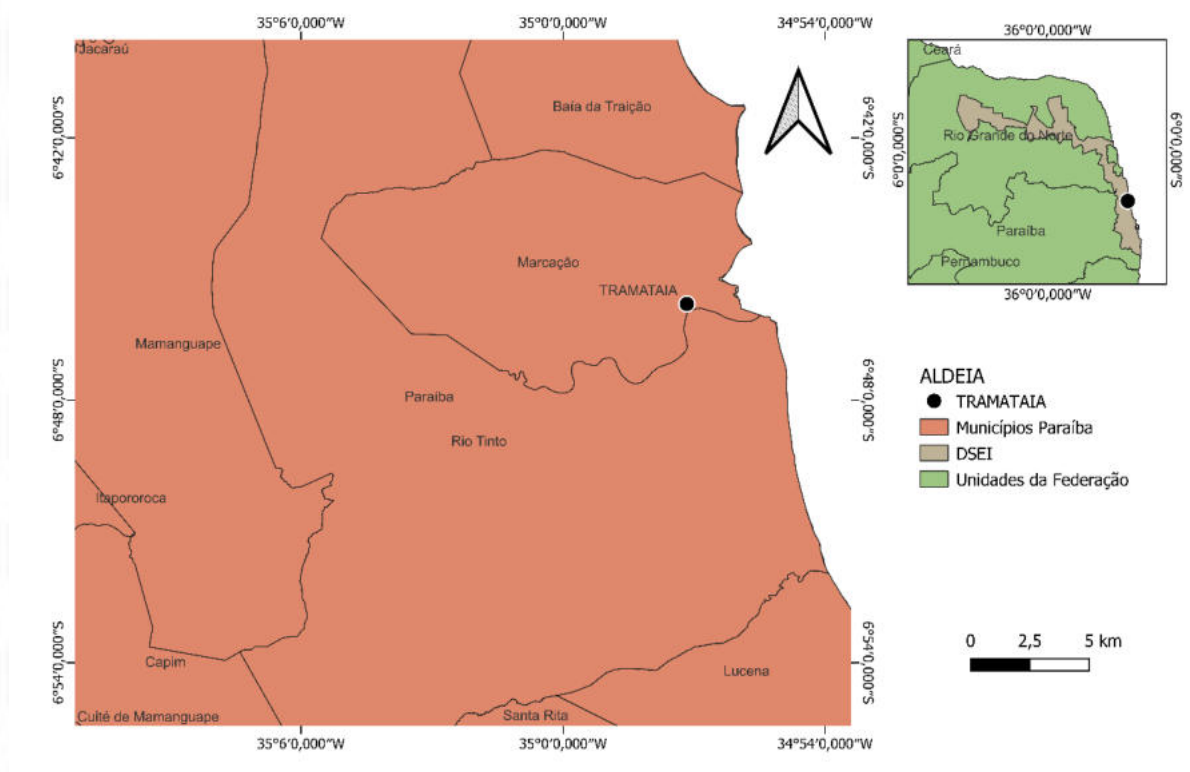 35°6'0,000"W
35°0'0,000"W
34°54'0,000"W
36°0'0,000"W
Jacaraú
Ceará
Baía da Traição
6°42'0,000"S
6°42'0,000"S
6°0'0,000"S
6°0'0,000"S
Rio Grande do Norte
Paraíba
Pernambuco
36°0'0,000"W
Marcação
TRAMATAIA
Mamanguape
6°48'0,000"S
6°48'0,000"S
Paraíba
Rio Tinto
ALDEIA
TRAMATAIA
Municípios Paraíba
DSEI
Unidades da Federação
Itapororoca
6°54'0,000"S
6°54'0,000"S
0 2,5 5 km
Capim
Lucena
Cuité de Mamanguape
Santa Rita
35°6'0,000"W
35°0'0,000"W
34°54'0,000"W